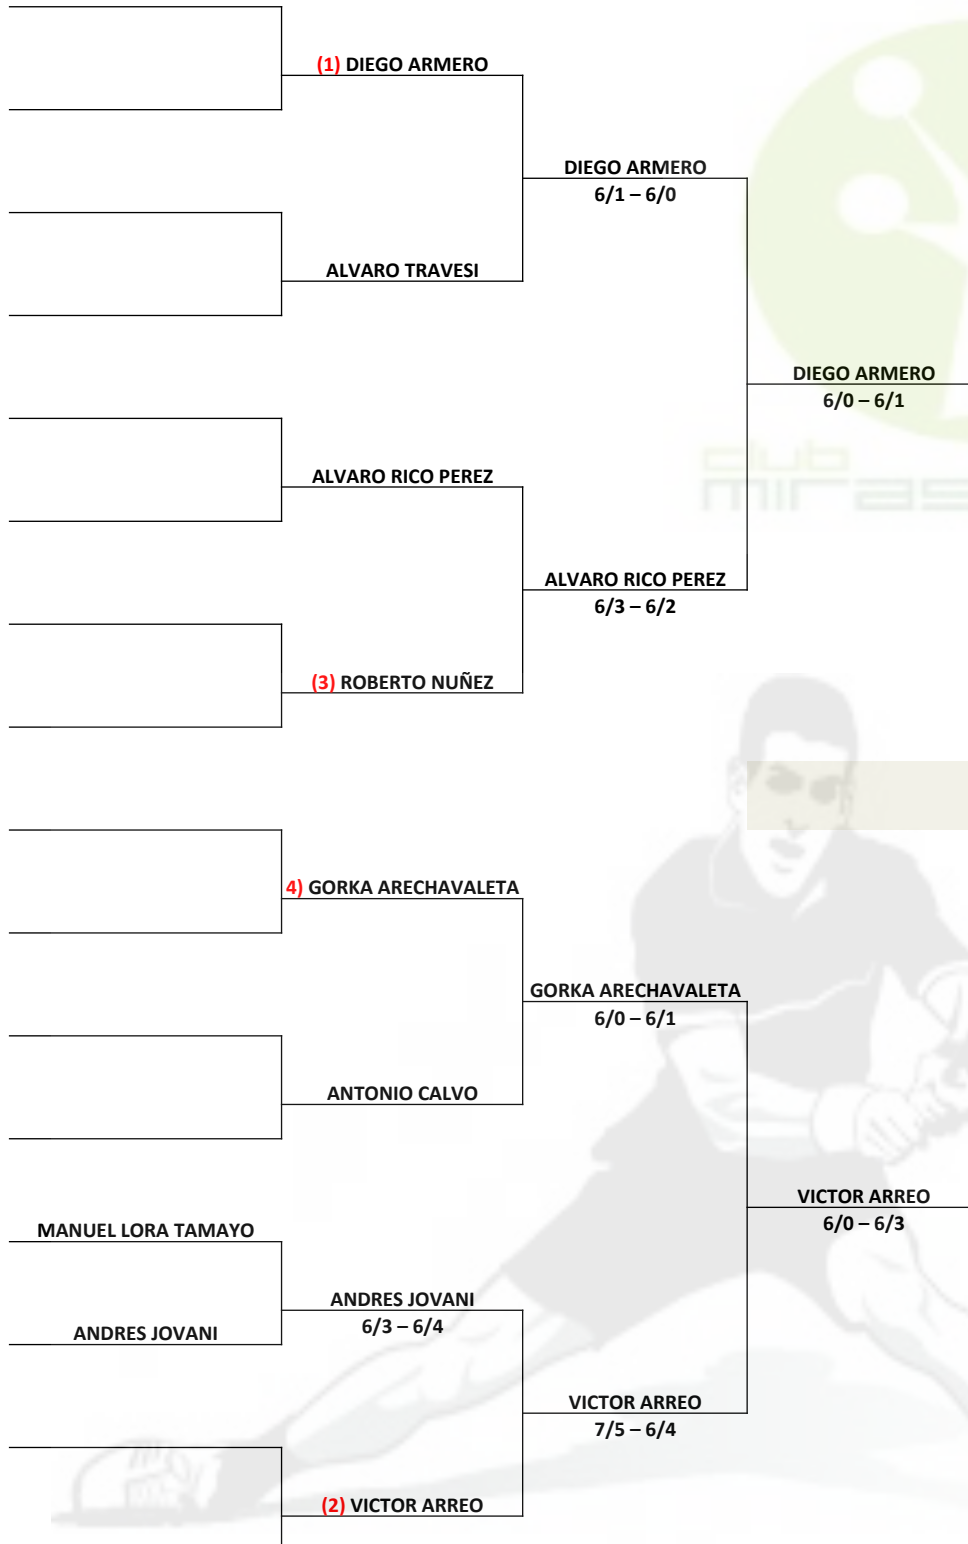 (1) DIEGO ARMERO
DIEGO ARMERO
6/1 – 6/0
ALVARO TRAVESI
DIEGO ARMERO
6/0 – 6/1
club
ALVARO RICO PEREZ
ALVARO RICO PEREZ
6/3 – 6/2
(3) ROBERTO NUÑEZ
4) GORKA ARECHAVALETA
GORKA ARECHAVALETA
6/0 – 6/1
ANTONIO CALVO
VICTOR ARREO
6/0 – 6/3
MANUEL LORA TAMAYO
ANDRES JOVANI
6/3 – 6/4
ANDRES JOVANI
VICTOR ARREO
7/5 – 6/4
(2) VICTOR ARREO